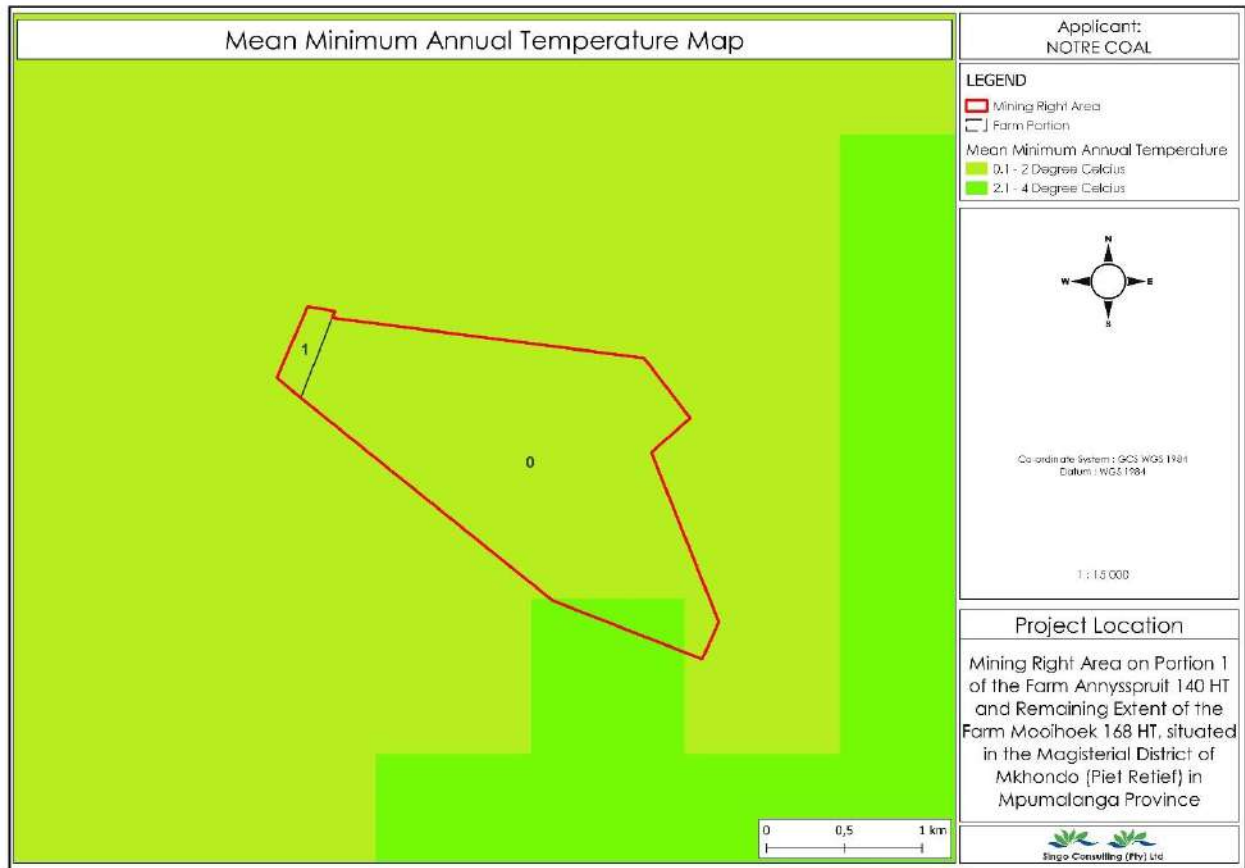 Mean Minimum Annual Temperature Map
1
0
0
0,5
1 km
Applicant:
NOTRE COAL
LEGEND
Mining Right Area
Farm Portion
Mean Minimum Annual Temperature
0.1 - 2 Degree Celcius
2.1 - 4 Degree Celcius
N
W
E
S
Co-ordinate System : GCS WGS 1984
Datum : WGS 1984
1 : 15 000
Project Location
Mining Right Area on Portion 1
of the Farm Annysspruit 140 HT
and Remaining Extent of the
Farm Mooihoek 168 HT, situated
in the Magisterial District of
Mkhondo (Piet Retief) in
Mpumalanga Province
Singo Consulting (Pty) Ltd